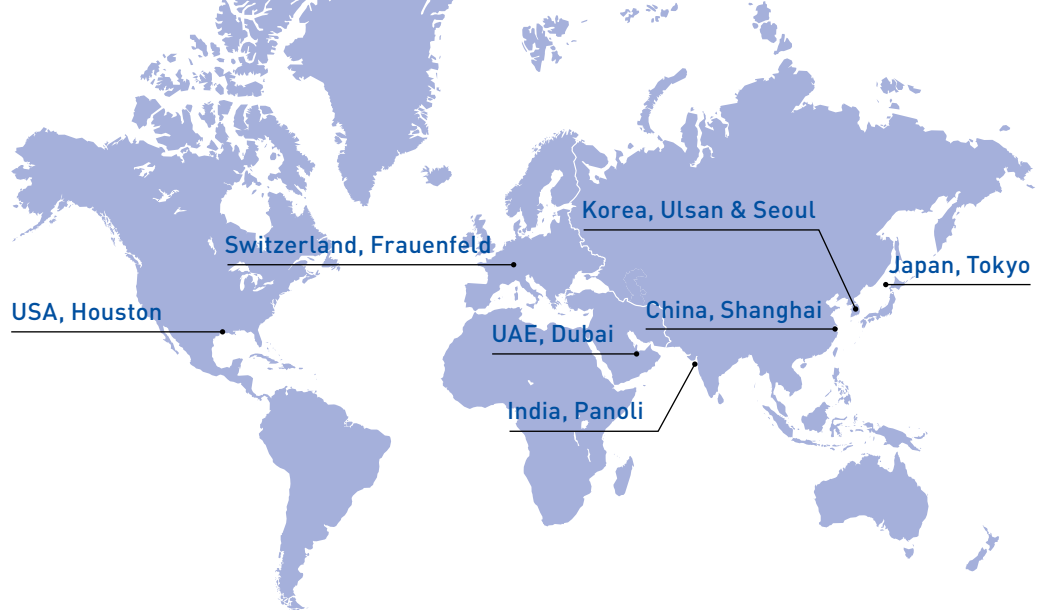 Korea, Ulsan & Seoul
Switzerland, Frauenfeld
Japan, Tokyo
USA, Houston
China, Shanghai
UAE, Dubai
India, Panoli